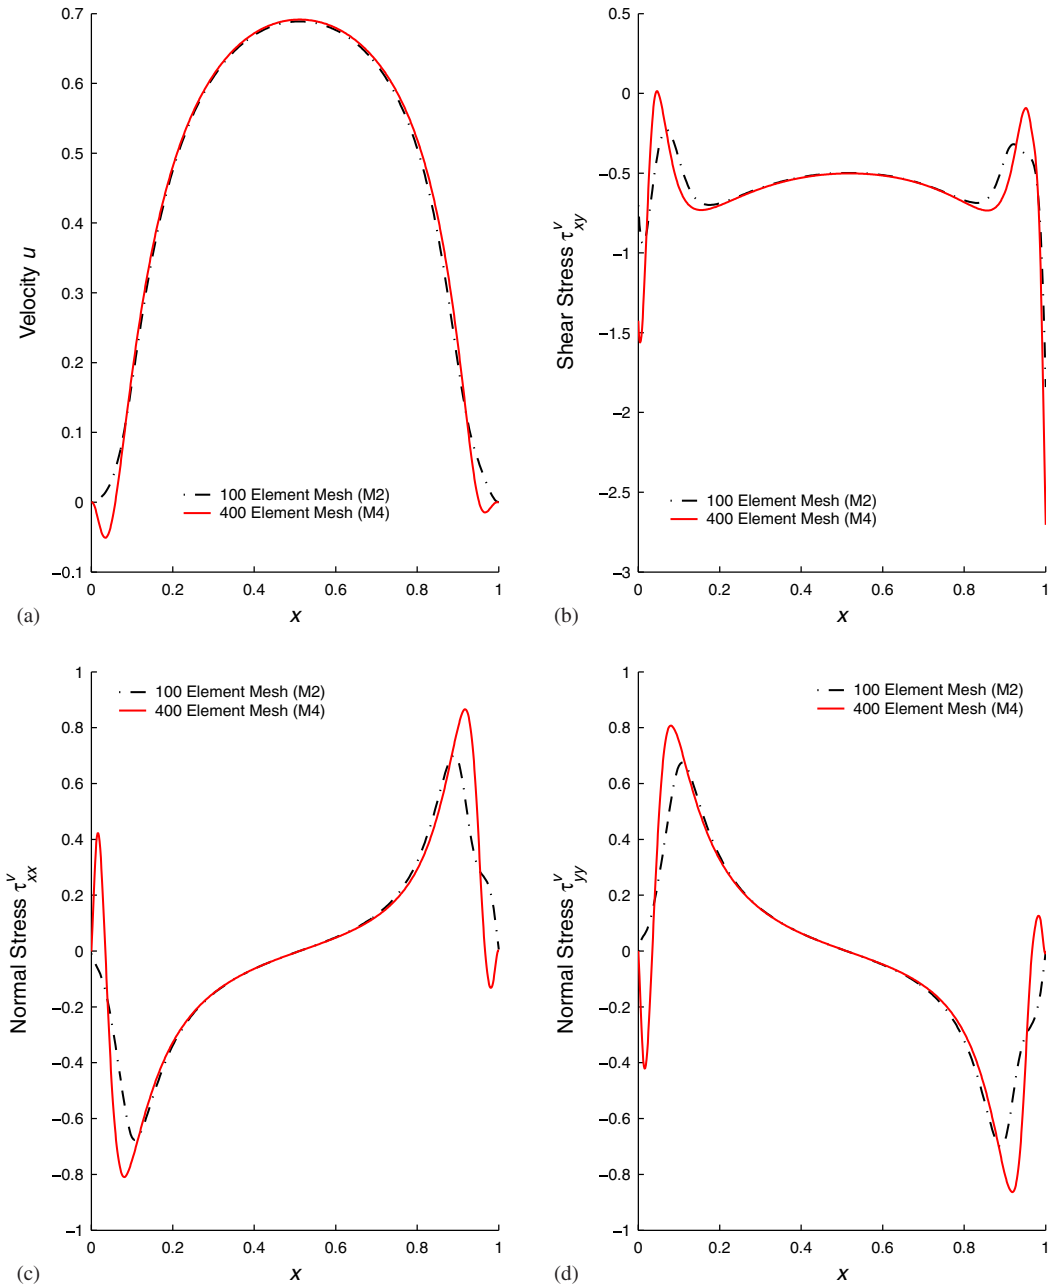 0.7
0.6
0.5
0.4
0.3
0.2
0.1
0
−0.1
Velocity u
100 Element Mesh (M2)
400 Element Mesh (M4)
0 0.2 0.4 0.6 0.8 1
x
(a)
0.5
0
−0.5
−1
−1.5
−2
−2.5
−3
Shear Stress τ^v_xy
100 Element Mesh (M2)
400 Element Mesh (M4)
0 0.2 0.4 0.6 0.8 1
x
(b)
1
0.8
0.6
0.4
0.2
0
−0.2
−0.4
−0.6
−0.8
−1
Normal Stress τ^v_xx
100 Element Mesh (M2)
400 Element Mesh (M4)
0 0.2 0.4 0.6 0.8 1
x
(c)
1
0.8
0.6
0.4
0.2
0
−0.2
−0.4
−0.6
−0.8
−1
Normal Stress τ^v_yy
100 Element Mesh (M2)
400 Element Mesh (M4)
0 0.2 0.4 0.6 0.8 1
x
(d)